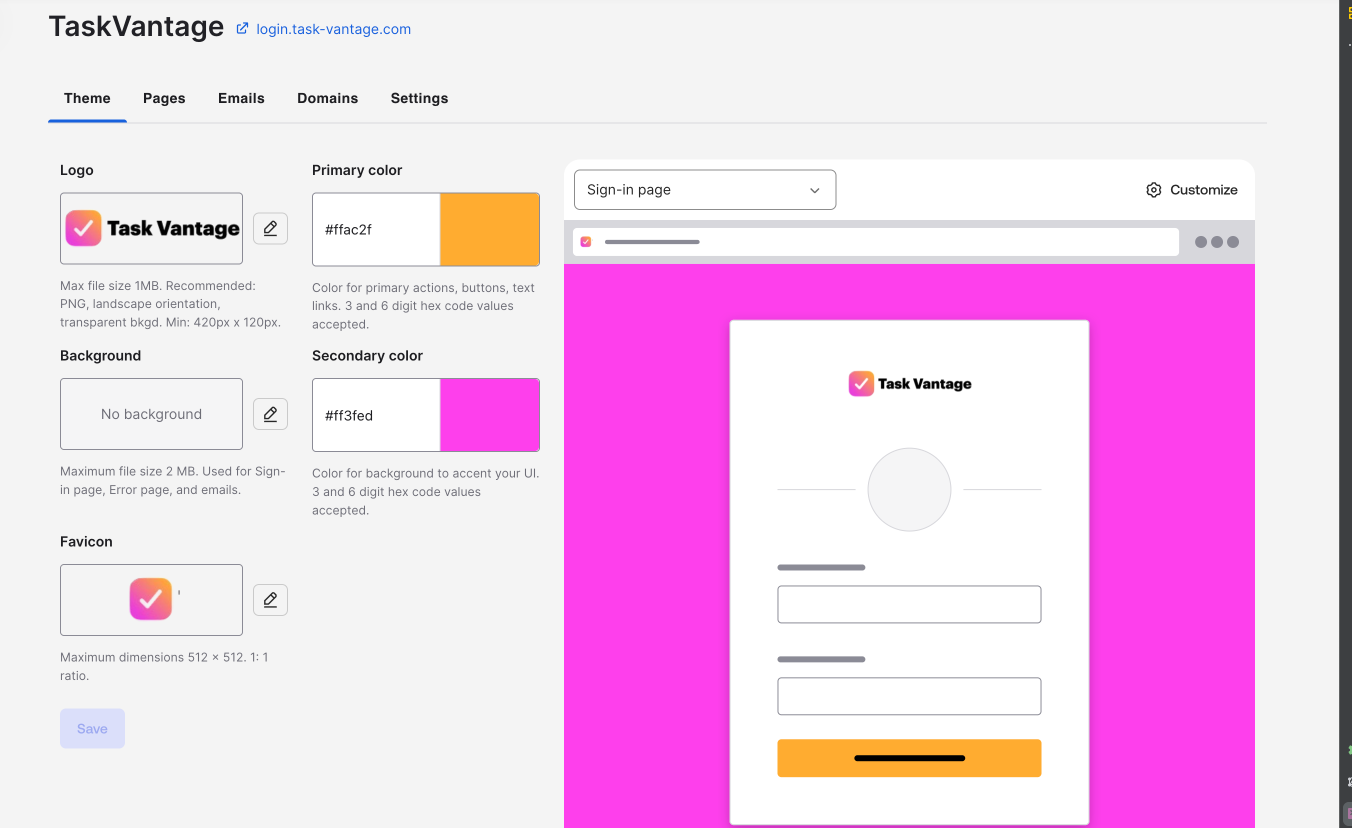 TaskVantage login.task-vantage.com
Theme Pages Emails Domains Settings
Logo
Task Vantage
Max file size 1MB. Recommended:
PNG, landscape orientation,
transparent bkgd. Min: 420px x 120px.
Primary color
#ffac2f
Color for primary actions, buttons, text
links. 3 and 6 digit hex code values
accepted.
Background
No background
Maximum file size 2 MB. Used for Sign-
in page, Error page, and emails.
Secondary color
#ff3fed
Color for background to accent your UI.
3 and 6 digit hex code values
accepted.
Favicon
Maximum dimensions 512 × 512. 1: 1
ratio.
Save
Sign-in page
Customize
Task Vantage